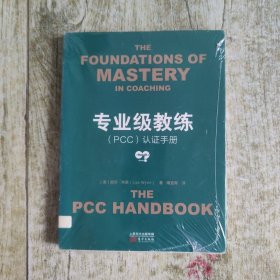 THE
FOUNDATIONS OF
MASTERY
IN COACHING
专业级教练
（PCC）认证手册
THE
PCC HANDBOOK